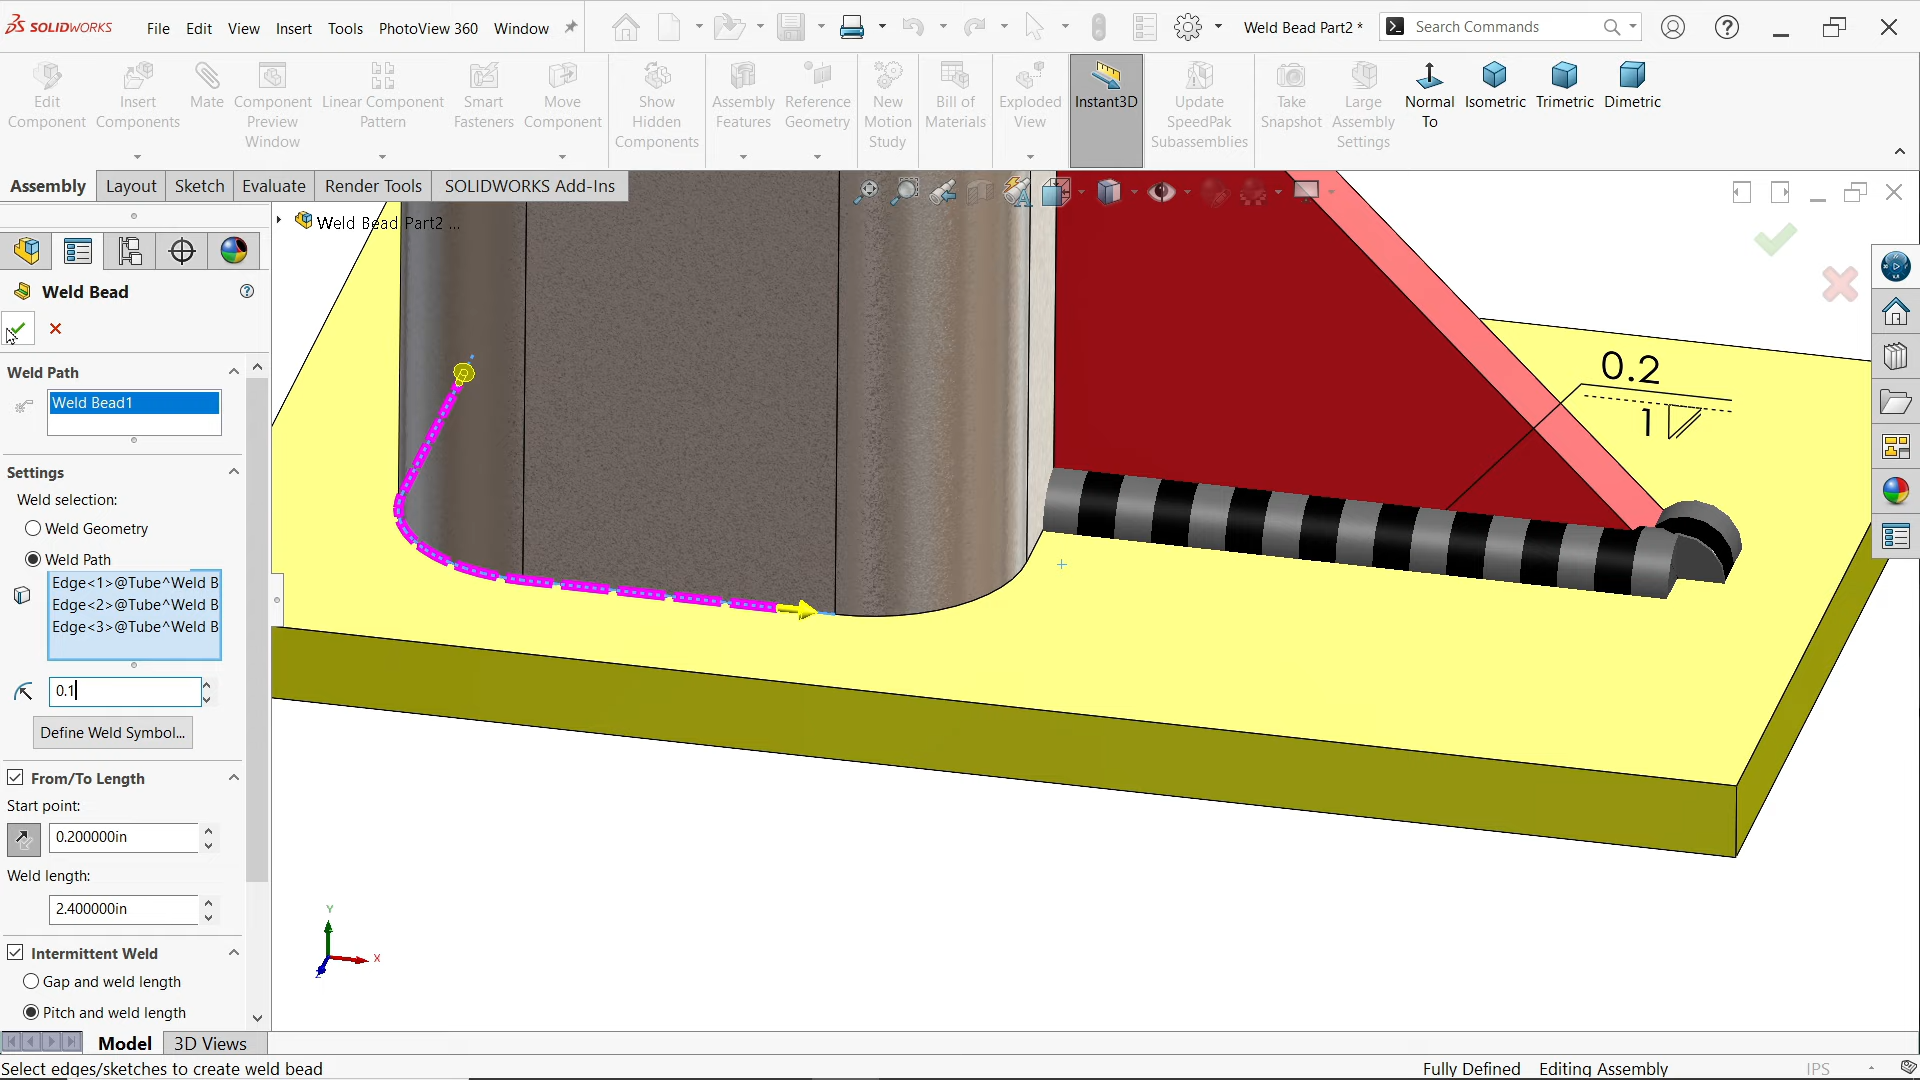 SOLIDWORKS
File Edit View Insert Tools PhotoView 360 Window
Weld Bead Part2 *
Search Commands
Edit Component
Insert Components
Mate
Component Preview Window
Linear Component Pattern
Smart Fasteners
Move Component
Show Hidden Components
Assembly Features
Reference Geometry
New Motion Study
Bill of Materials
Exploded View
Instant3D
Update SpeedPak Subassemblies
Take Snapshot
Large Assembly Settings
Normal To
Isometric
Trimetric
Dimetric
Assembly Layout Sketch Evaluate Render Tools SOLIDWORKS Add-Ins
Weld Bead Part2 ...
Weld Bead
Weld Path
Weld Bead1
Settings
Weld selection:
Weld Geometry
Weld Path
Edge<1>@Tube^Weld B
Edge<2>@Tube^Weld B
Edge<3>@Tube^Weld B
0.1
Define Weld Symbol...
From/To Length
Start point:
0.200000in
Weld length:
2.400000in
Intermittent Weld
Gap and weld length
Pitch and weld length
0.2
1
Y
X
Z
Model 3D Views
Select edges/sketches to create weld bead
Fully Defined Editing Assembly IPS